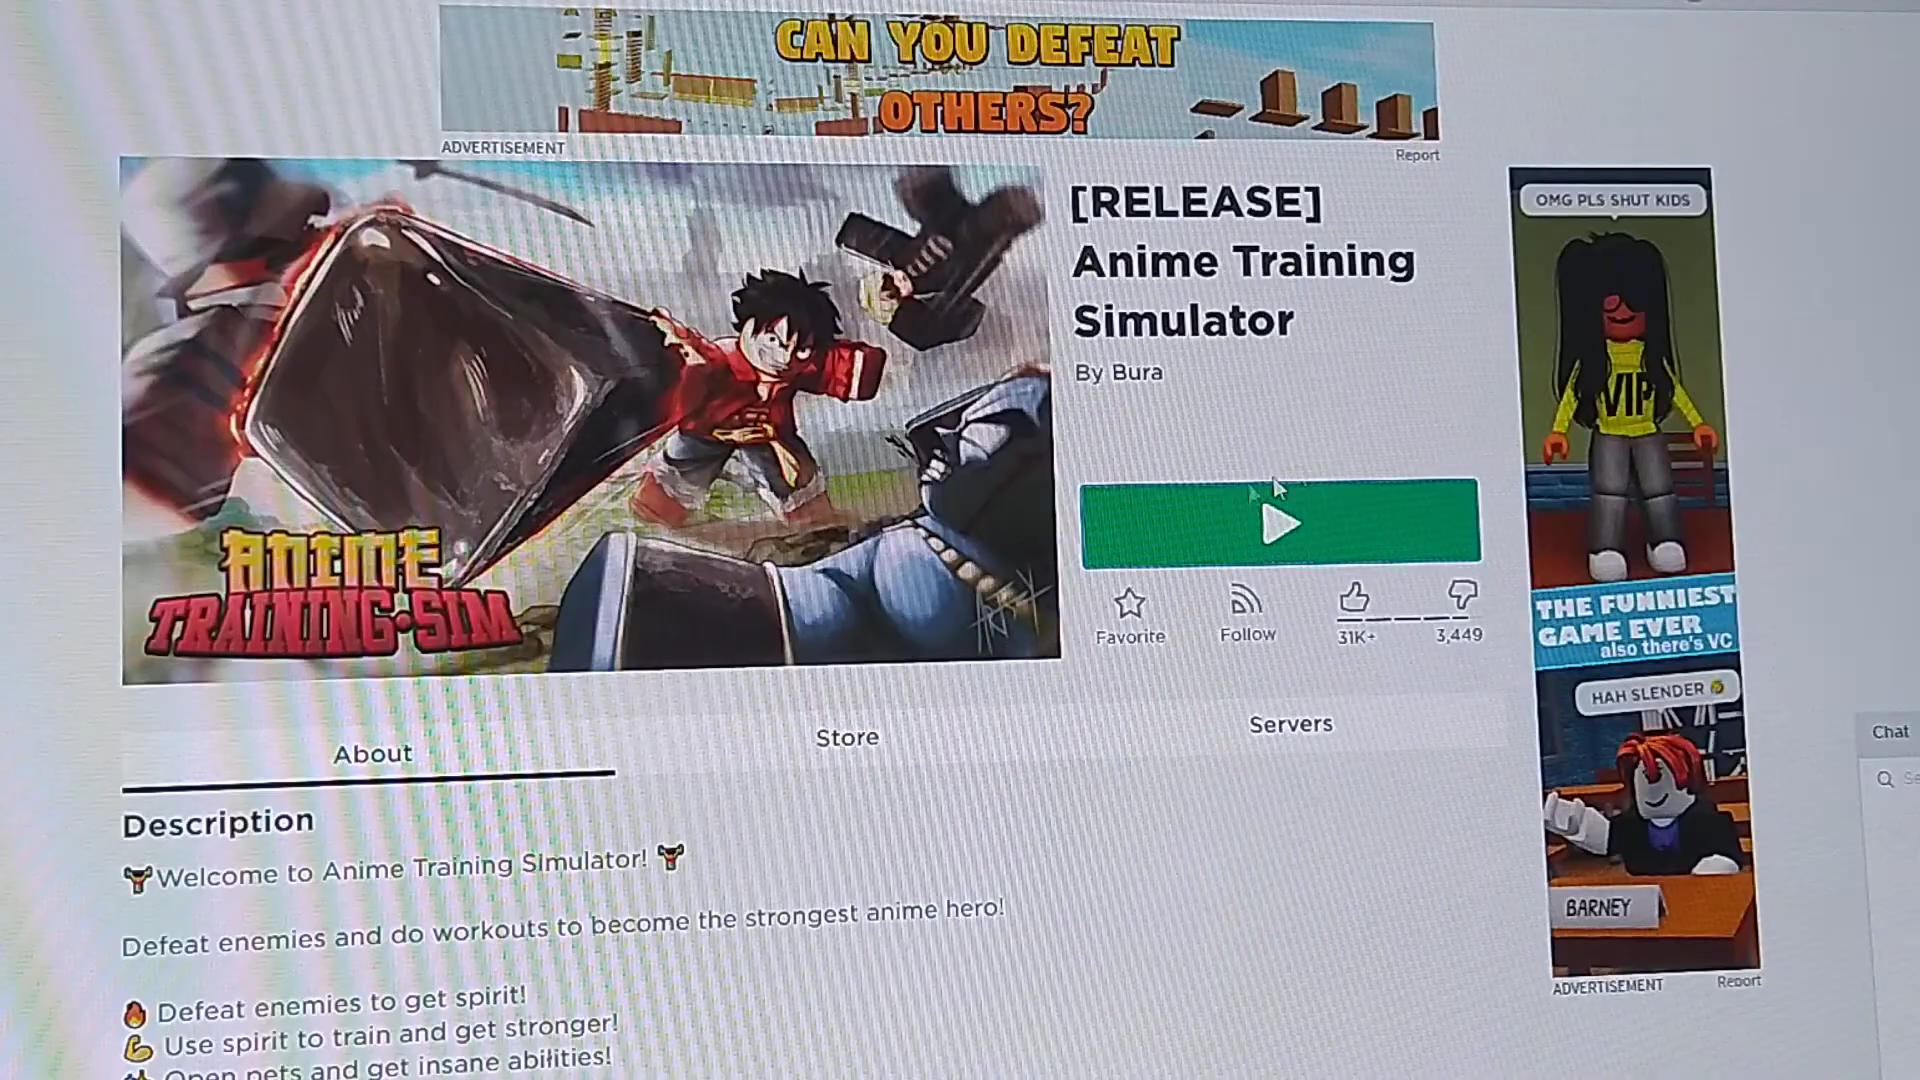 CAN YOU DEFEAT
OTHERS?
ADVERTISEMENT
Report
[RELEASE]
Anime Training
Simulator
By Bura
ANIME
TRAINING•SIM
Favorite
Follow
31K+
3,449
OMG PLS SHUT KIDS
VIP
THE FUNNIEST
GAME EVER
also there's VC
HAH SLENDER 🤣
BARNEY
ADVERTISEMENT
Report
About
Store
Servers
Chat
Description
Welcome to Anime Training Simulator!
Defeat enemies and do workouts to become the strongest anime hero!
🔥 Defeat enemies to get spirit!
💪 Use spirit to train and get stronger!
Open pets and get insane abilities!